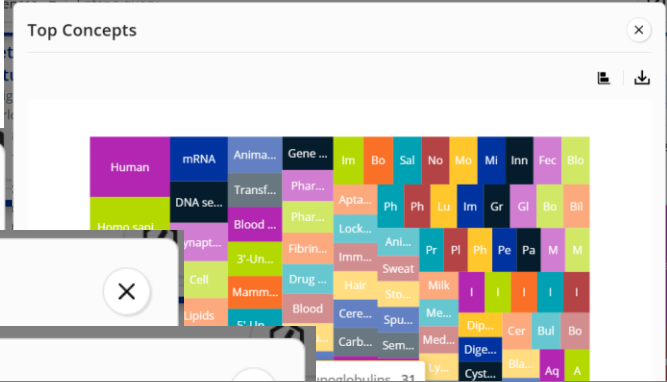 Top Concepts
Human
mRNA
Anima...
Gene ...
Im
Bo
Sal
No
Mo
Mi
Inn
Fec
Blo
Transf...
Phar...
DNA se...
Apta...
Ph
Ph
Lu
Im
Gr
Gl
Bo
Bil
Homo sapi
Blood ...
Phar...
Lock...
ynapt...
3'-Un...
Fibrin...
Imm...
Ani...
Pr
Pl
Ph
Pe
Pa
M
M
Sweat
Cell
Mamm...
Drug ...
Hair
Sto...
Milk
I
I
I
I
I
Lipids
5'-Un
Blood
Cere...
Spu...
Me...
Dip...
Cer
Bul
Bo
Carb...
Sem...
Med...
Dige...
Ly...
Cyst...
Bla...
Aq
A
unoglobulins 31